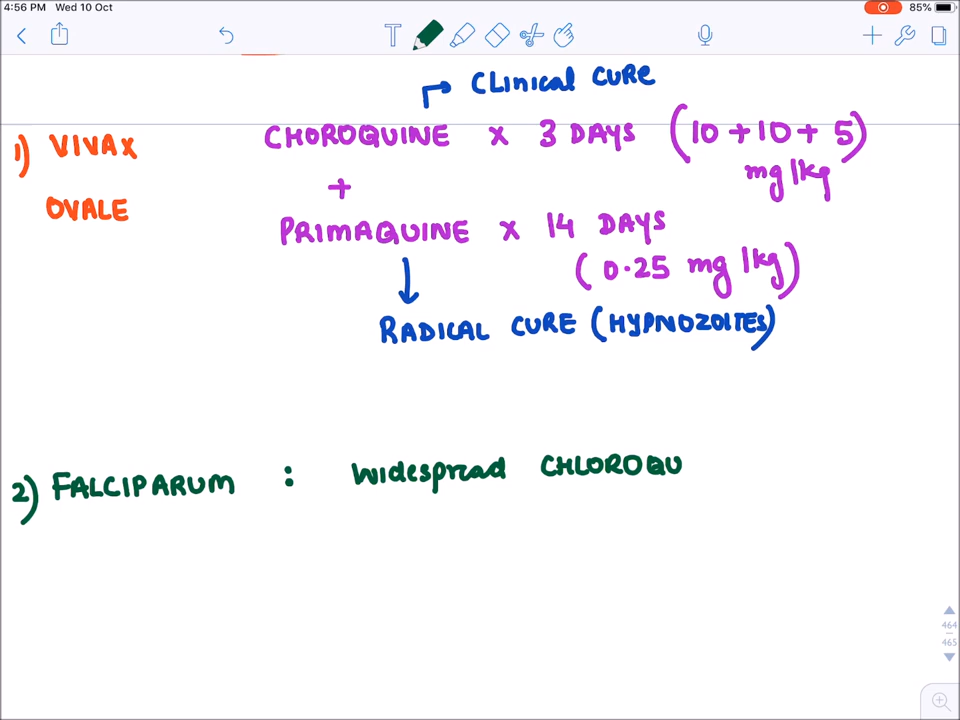 4:56 PM Wed 10 Oct 85%
T
CLinical CURe
1) VIVAX CHOROQUINE x 3 DAYS (10 + 10 + 5) mg/kg
+
OVALE
PRIMAQUINE x 14 DAYS
(0.25 mg/kg)
RADICAL CURE (HYPNOZOITES)
2) FALCIPARUM : Widespread CHLOROQU
464
465